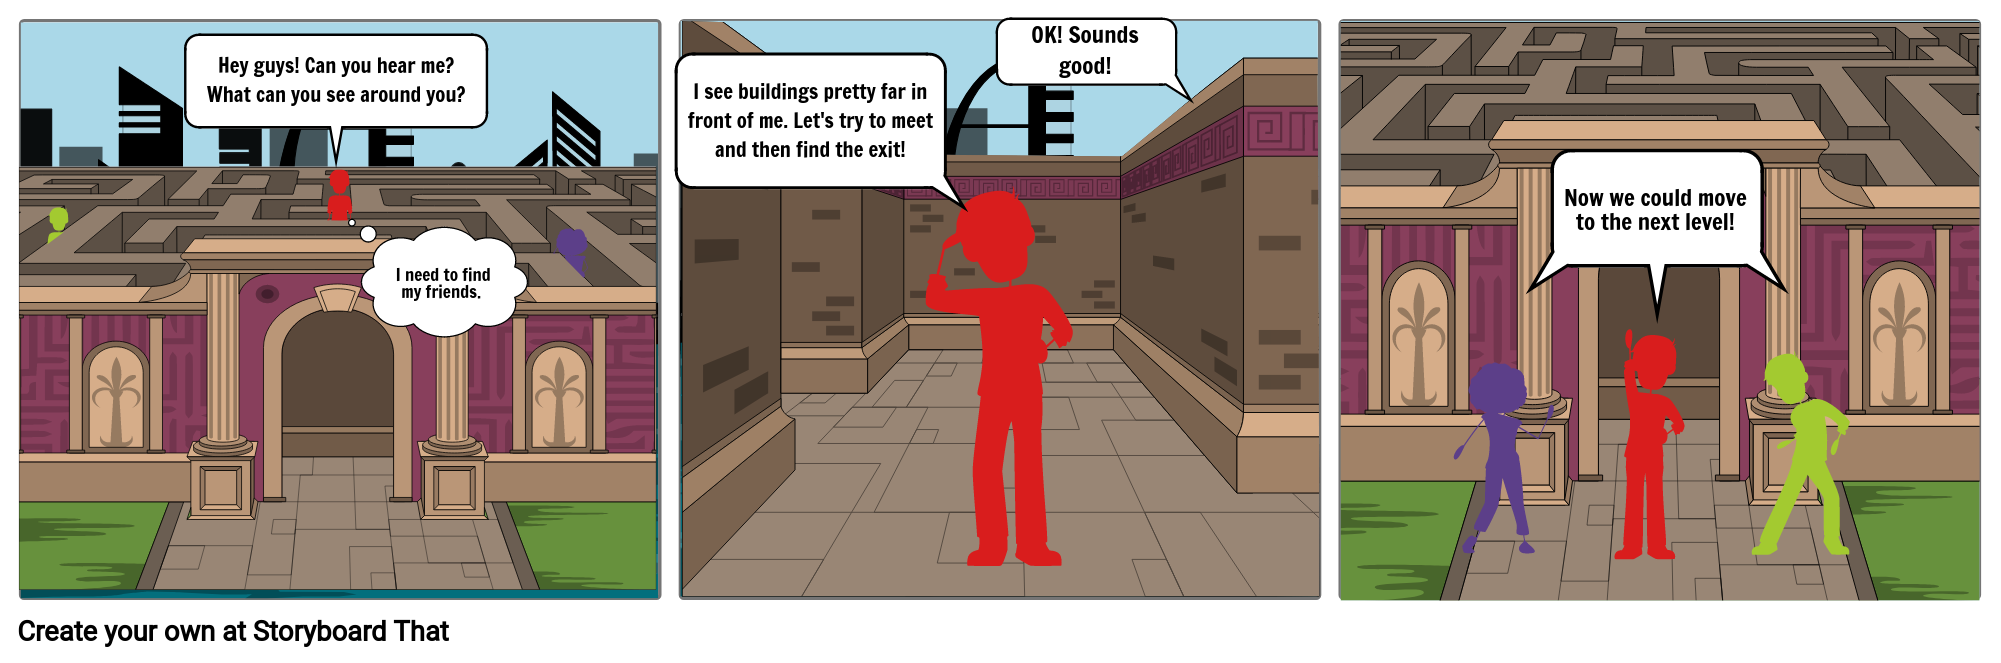 Hey guys! Can you hear me?
What can you see around you?
I need to find
my friends.
I see buildings pretty far in
front of me. Let's try to meet
and then find the exit!
OK! Sounds
good!
Now we could move
to the next level!
Create your own at Storyboard That